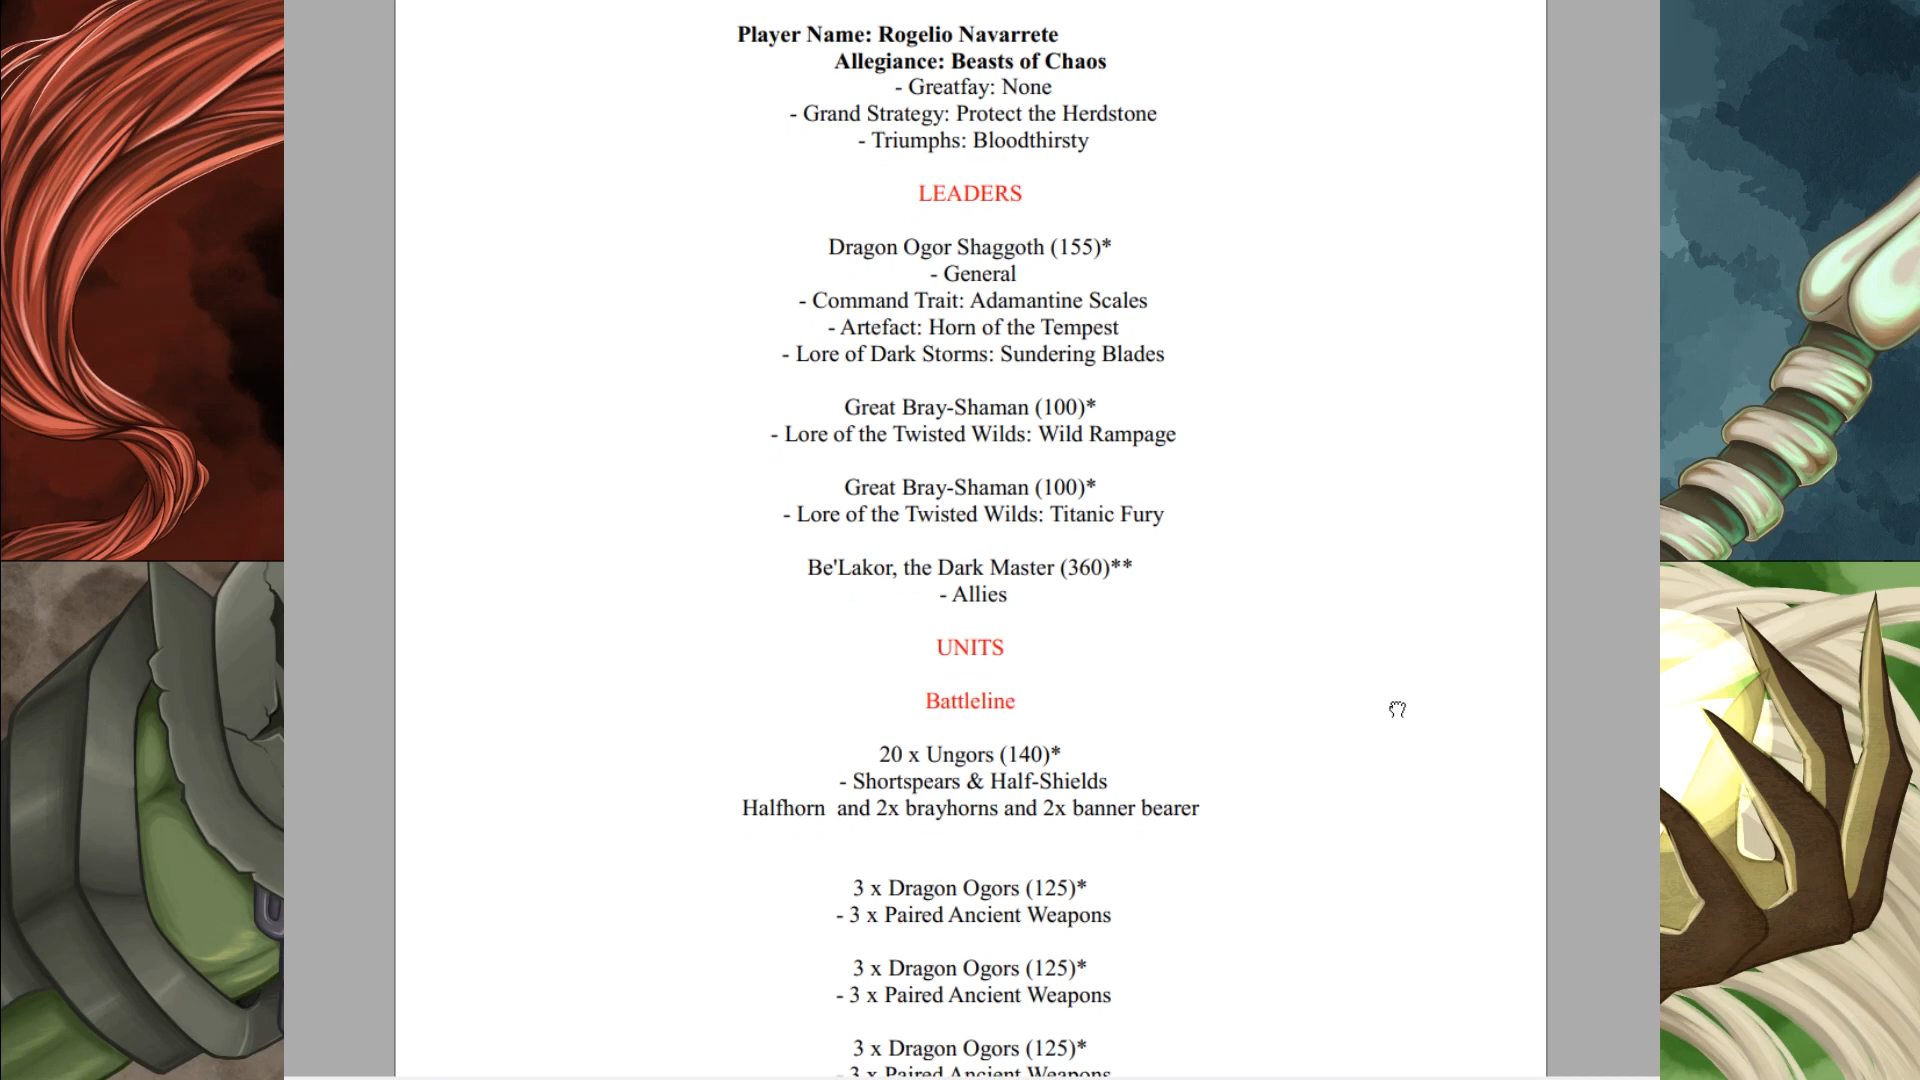 Player Name: Rogelio Navarrete
Allegiance: Beasts of Chaos
- Greatfay: None
- Grand Strategy: Protect the Herdstone
- Triumphs: Bloodthirsty
LEADERS
Dragon Ogor Shaggoth (155)*
- General
- Command Trait: Adamantine Scales
- Artefact: Horn of the Tempest
- Lore of Dark Storms: Sundering Blades
Great Bray-Shaman (100)*
- Lore of the Twisted Wilds: Wild Rampage
Great Bray-Shaman (100)*
- Lore of the Twisted Wilds: Titanic Fury
Be'Lakor, the Dark Master (360)**
- Allies
UNITS
Battleline
20 x Ungors (140)*
- Shortspears & Half-Shields
Halfhorn and 2x brayhorns and 2x banner bearer
3 x Dragon Ogors (125)*
- 3 x Paired Ancient Weapons
3 x Dragon Ogors (125)*
- 3 x Paired Ancient Weapons
3 x Dragon Ogors (125)*
- 3 x Paired Ancient Weapons